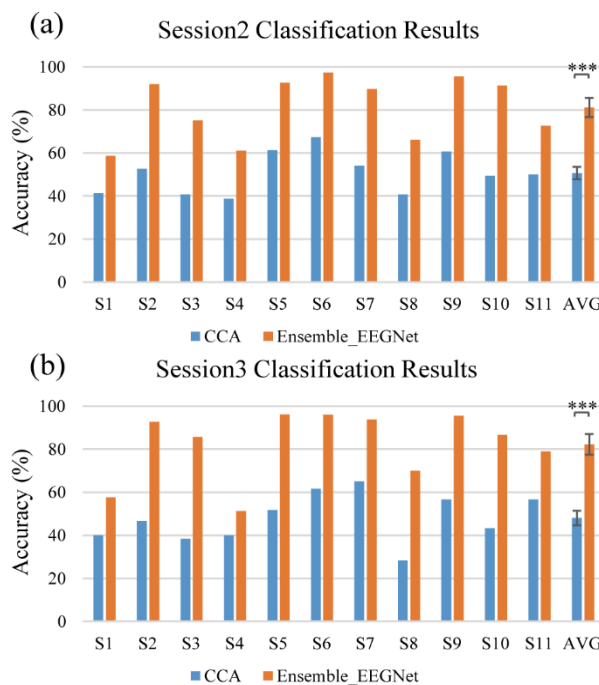 (a)
Session2 Classification Results
Accuracy (%)
100
80
60
40
20
0
***
S1 S2 S3 S4 S5 S6 S7 S8 S9 S10 S11 AVG
CCA Ensemble_EEGNet
(b)
Session3 Classification Results
Accuracy (%)
100
80
60
40
20
0
***
S1 S2 S3 S4 S5 S6 S7 S8 S9 S10 S11 AVG
CCA Ensemble_EEGNet